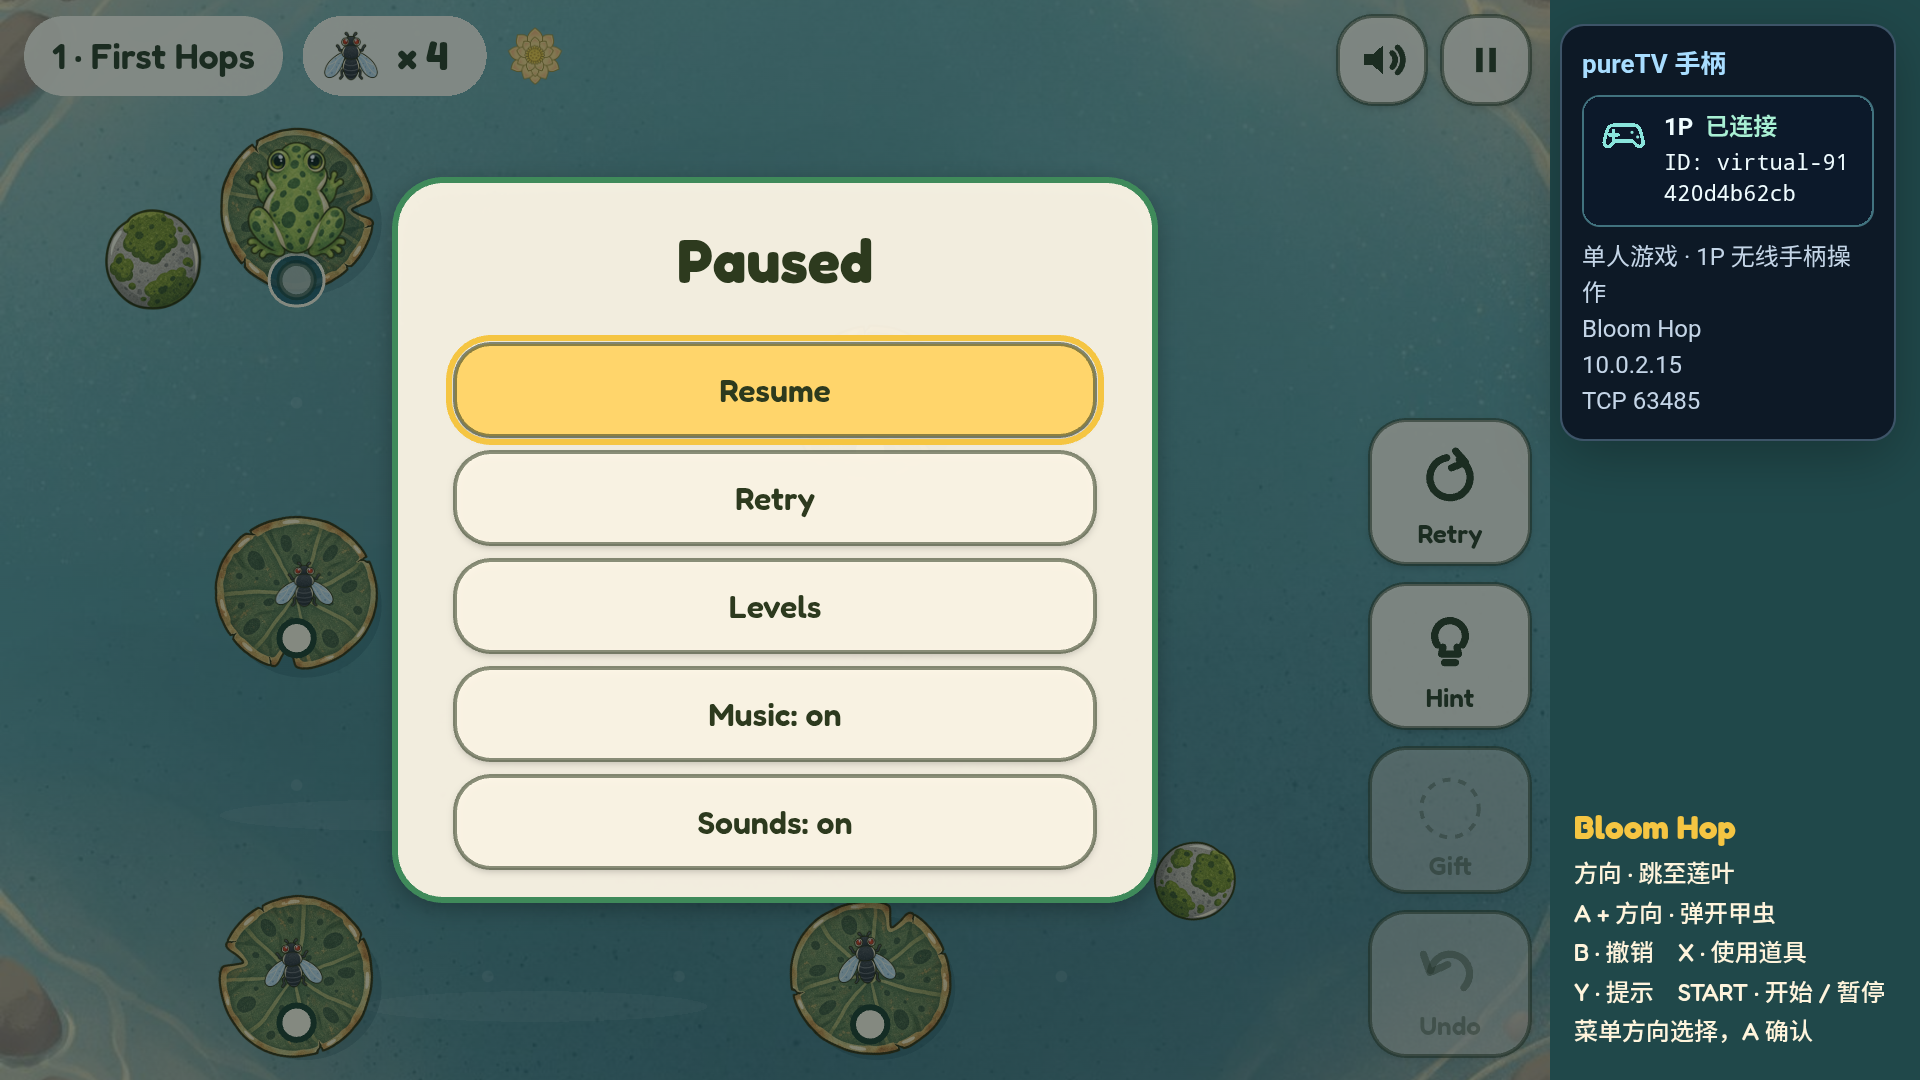 1 · First Hops
x 4
Paused
Resume
Retry
Levels
Music: on
Sounds: on
Retry
Hint
Gift
Undo
pureTV 手柄
1P 已连接
ID: virtual-91
420d4b62cb
单人游戏 · 1P 无线手柄操
作
Bloom Hop
10.0.2.15
TCP 63485
Bloom Hop
方向 · 跳至莲叶
A + 方向 · 弹开甲虫
B · 撤销 X · 使用道具
Y · 提示 START · 开始 / 暂停
菜单方向选择，A 确认